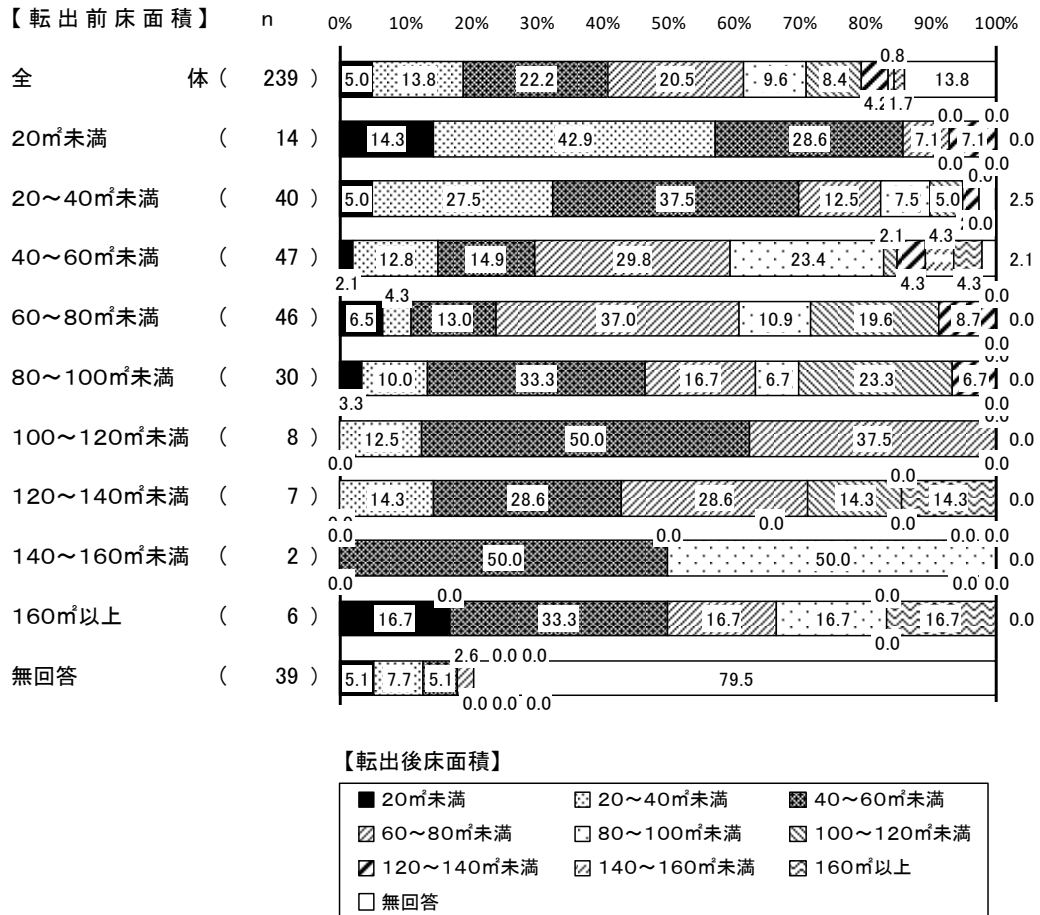 【転出前床面積】 n 0% 10% 20% 30% 40% 50% 60% 70% 80% 90% 100%
0.8
全体( 239 ) 5.0 13.8 22.2 20.5 9.6 8.4 13.8
4.2 1.7
0.0 0.0
20㎡未満 ( 14 ) 14.3 42.9 28.6 7.1 7.1 0.0
0.0 0.0
0.0
20～40㎡未満 ( 40 ) 5.0 27.5 37.5 12.5 7.5 5.0 2.5
0.0
2.1 4.3
40～60㎡未満 ( 47 ) 12.8 14.9 29.8 23.4 2.1
2.1 4.3 4.3
4.3 0.0
60～80㎡未満 ( 46 ) 6.5 13.0 37.0 10.9 19.6 8.7 0.0
0.0
0.0
80～100㎡未満 ( 30 ) 10.0 33.3 16.7 6.7 23.3 6.7 0.0
3.3 0.0
0.0
100～120㎡未満 ( 8 ) 12.5 50.0 37.5 0.0
0.0 0.0
0.0
120～140㎡未満 ( 7 ) 14.3 28.6 28.6 14.3 14.3 0.0
0.0 0.0 0.0
0.0 0.0 0.0 0.0
140～160㎡未満 ( 2 ) 50.0 50.0 0.0
0.0 0.0 0.0
0.0 0.0
160㎡以上 ( 6 ) 16.7 33.3 16.7 16.7 16.7 0.0
0.0
2.6 0.0 0.0
無回答 ( 39 ) 5.1 7.7 5.1 79.5
0.0 0.0 0.0
【転出後床面積】
20㎡未満 20～40㎡未満 40～60㎡未満
60～80㎡未満 80～100㎡未満 100～120㎡未満
120～140㎡未満 140～160㎡未満 160㎡以上
無回答